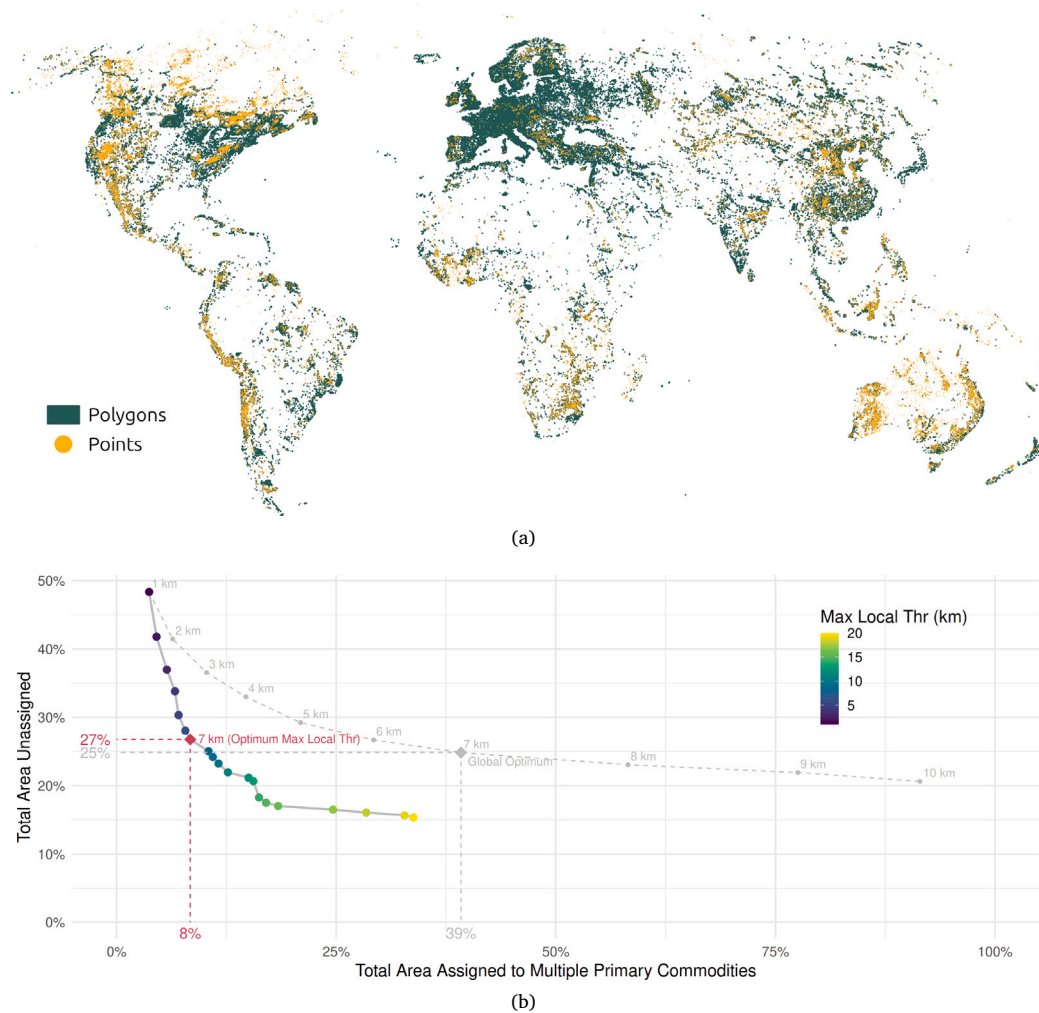 Polygons
Points
(a)
50%
40%
30%
27%
25%
20%
10%
0%
Total Area Unassigned
1 km
2 km
3 km
4 km
5 km
6 km
7 km
Global Optimum
8 km
9 km
10 km
7 km (Optimum Max Local Thr)
Max Local Thr (km)
20
15
10
5
8%
39%
0%
25%
50%
75%
100%
Total Area Assigned to Multiple Primary Commodities
(b)